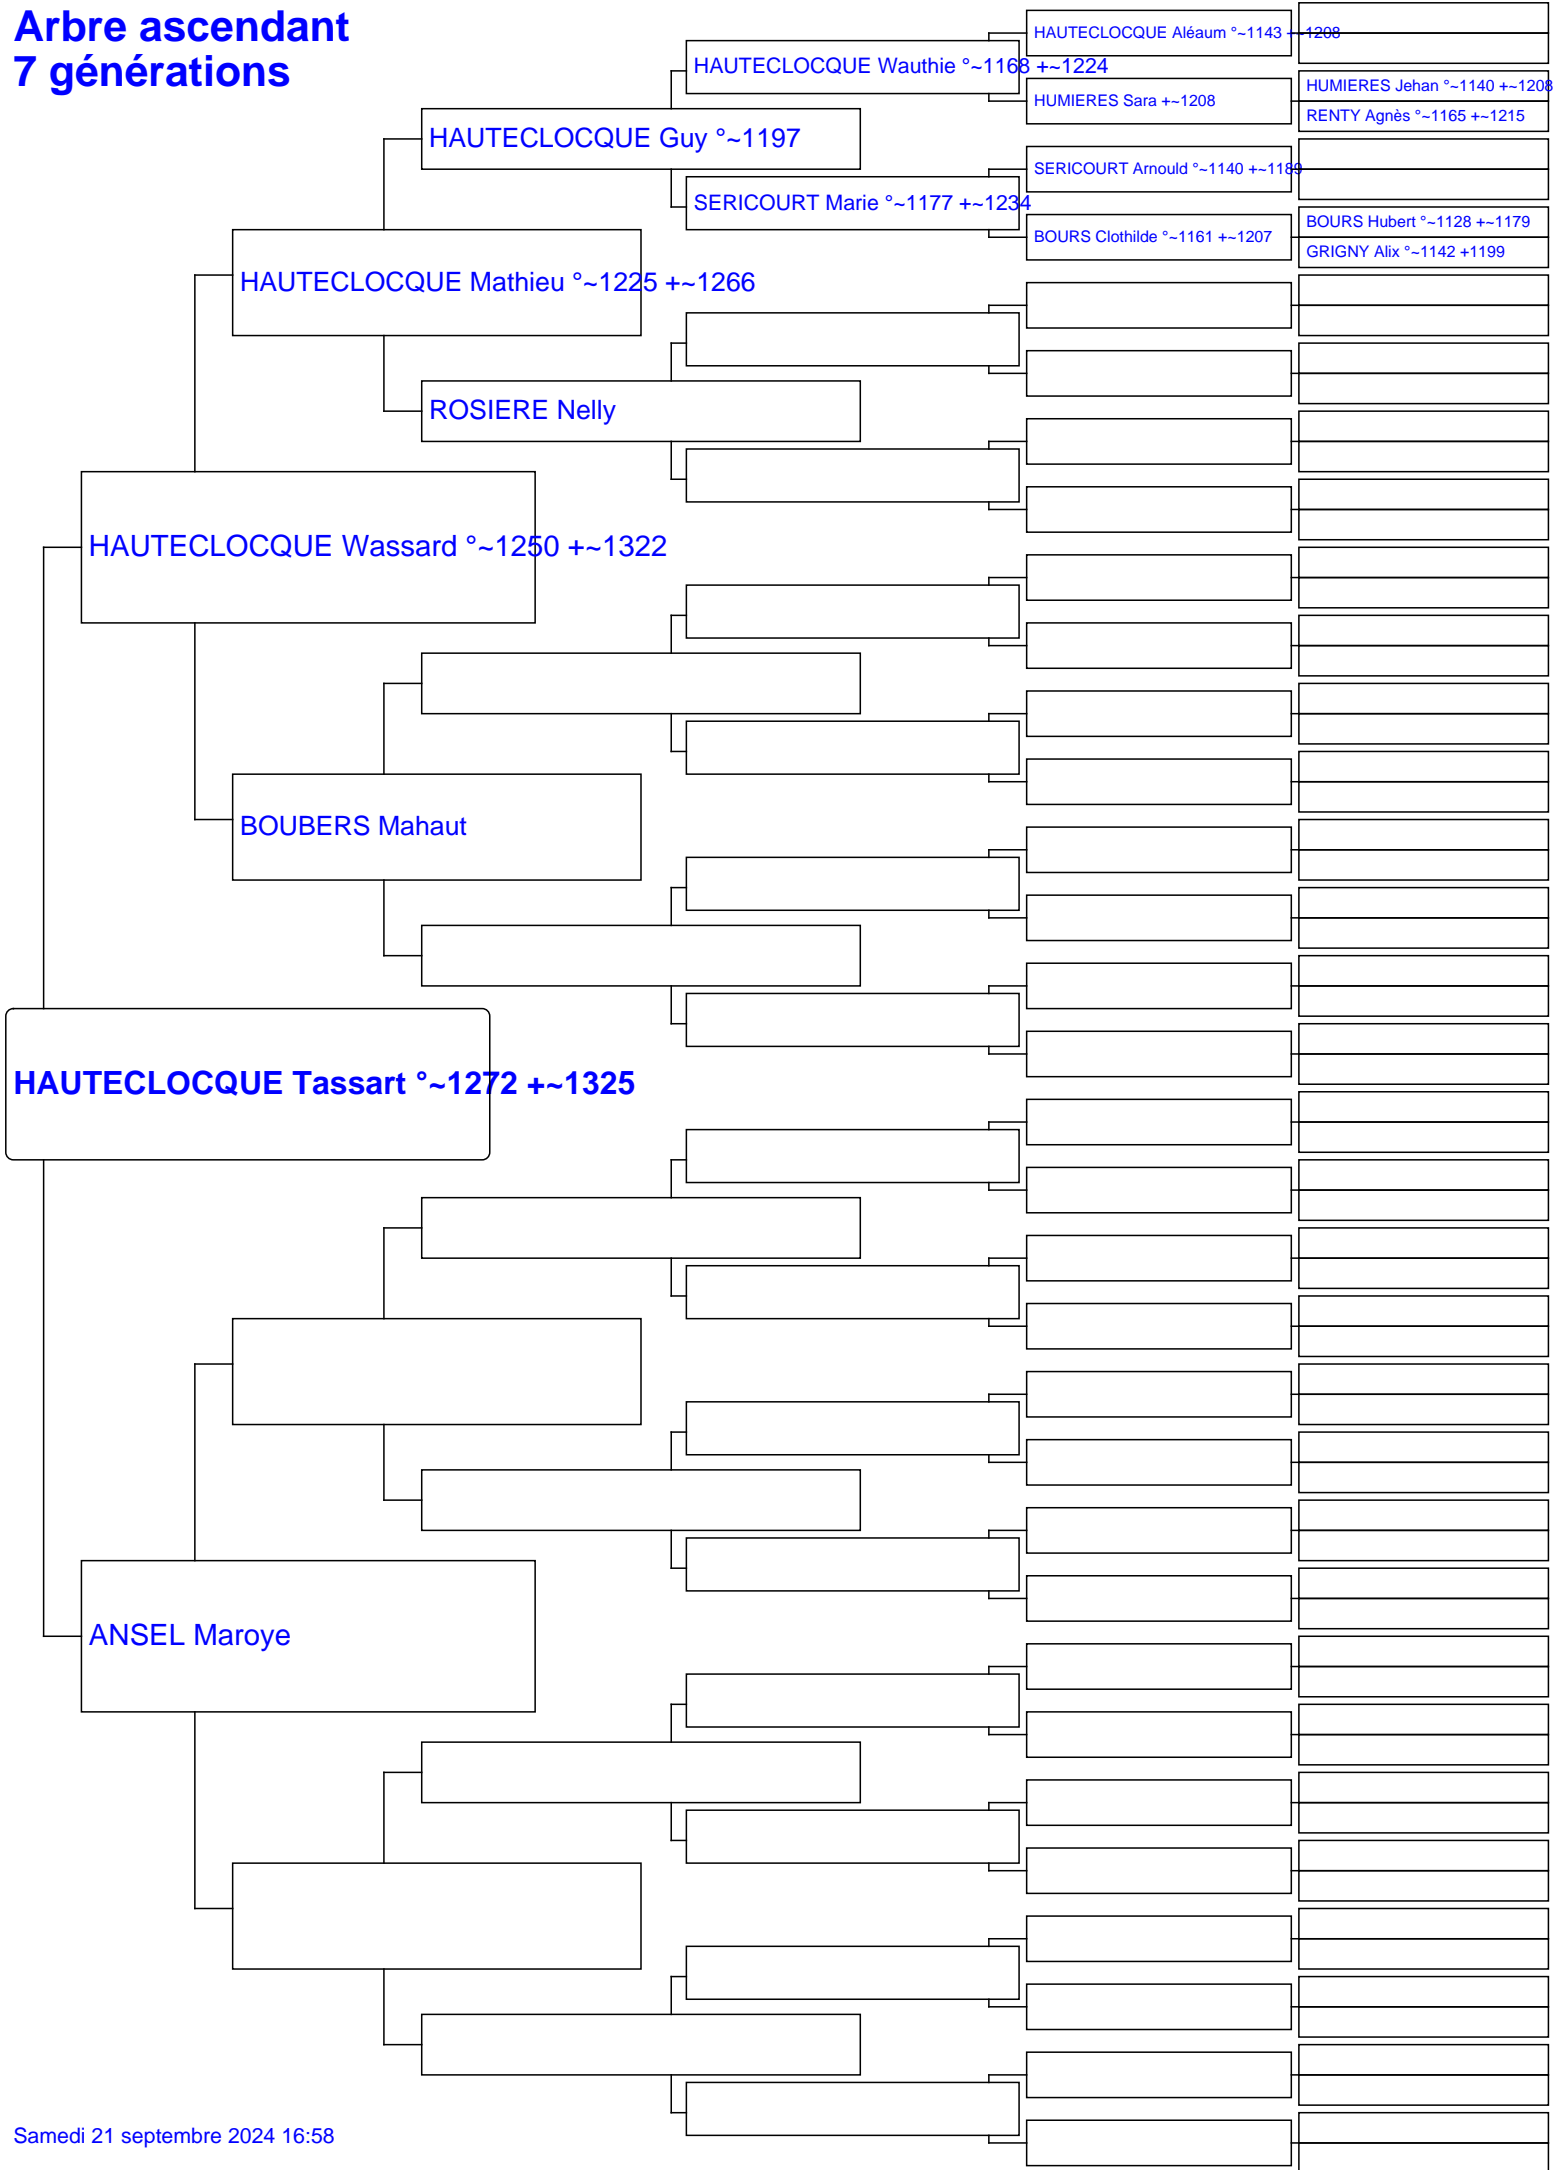 Arbre ascendant
7 générations
HAUTECLOCQUE Aléaum °~1143 +~1208
HAUTECLOCQUE Wauthie °~1168 +~1224
HUMIERES Jehan °~1140 +~1208
HUMIERES Sara +~1208
RENTY Agnès °~1165 +~1215
HAUTECLOCQUE Guy °~1197
SERICOURT Arnould °~1140 +~1189
SERICOURT Marie °~1177 +~1234
BOURS Hubert °~1128 +~1179
BOURS Clothilde °~1161 +~1207
GRIGNY Alix °~1142 +1199
HAUTECLOCQUE Mathieu °~1225 +~1266
ROSIERE Nelly
HAUTECLOCQUE Wassard °~1250 +~1322
BOUBERS Mahaut
HAUTECLOCQUE Tassart °~1272 +~1325
ANSEL Maroye
Samedi 21 septembre 2024 16:58